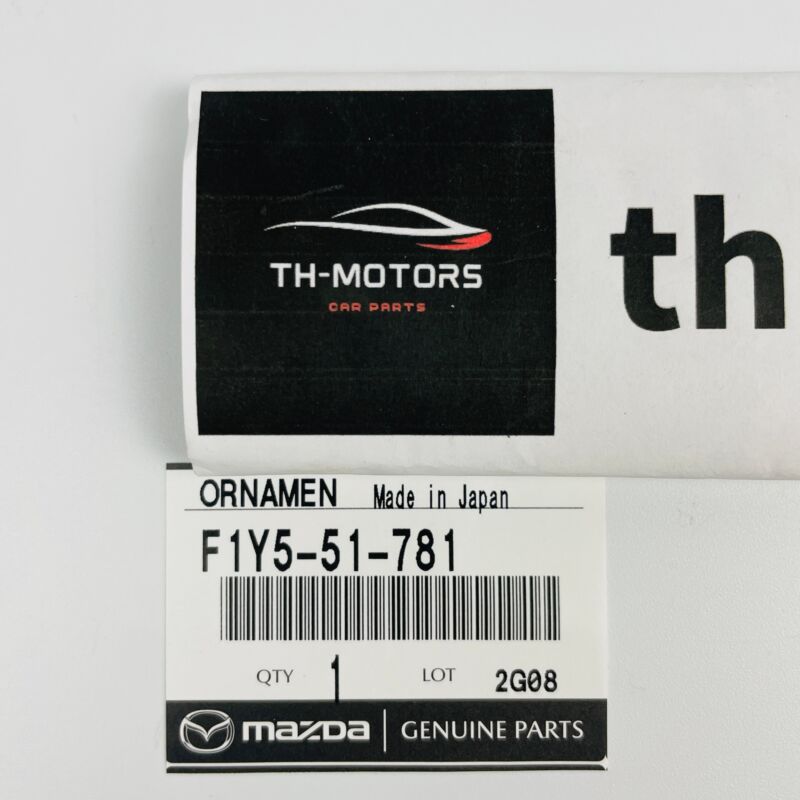 TH-MOTORS
CAR PARTS
th
ORNAMEN Made in Japan
F1Y5-51-781
QTY 1 LOT 2G08
mazda GENUINE PARTS